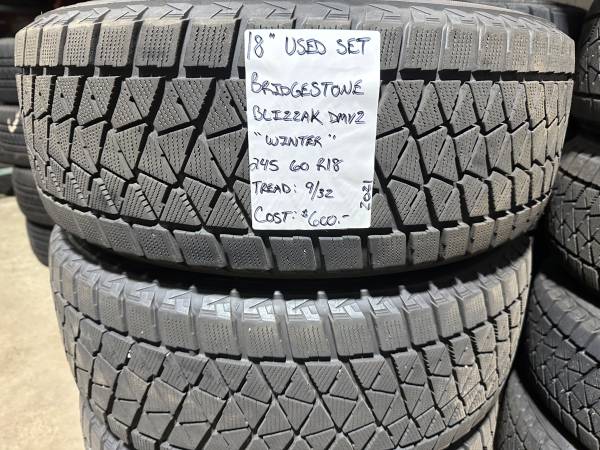 18" USED SET
BRIDGESTONE
BLIZZAK DMV2
"WINTER"
245 60 R18
TREAD: 9/32
COST: $600.-
2021